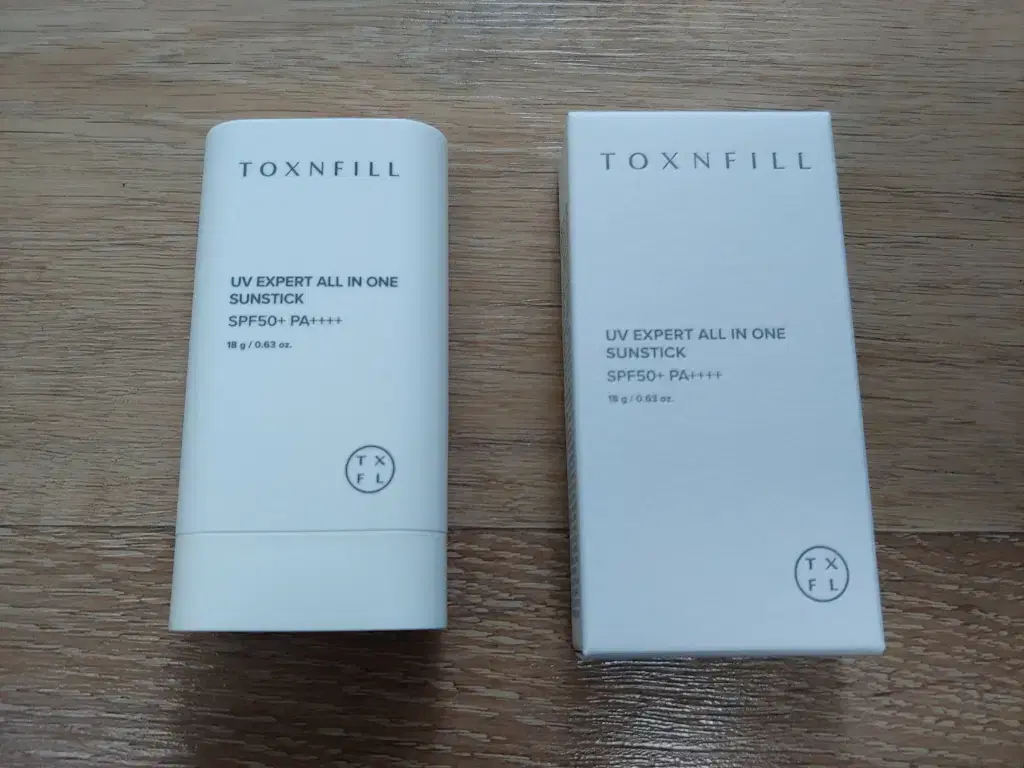 TOXNFILL
UV EXPERT ALL IN ONE
SUNSTICK
SPF50+ PA++++
18 g / 0.63 oz.
T X
F L
TOXNFILL
UV EXPERT ALL IN ONE
SUNSTICK
SPF50+ PA++++
18 g / 0.63 oz.
T X
F L